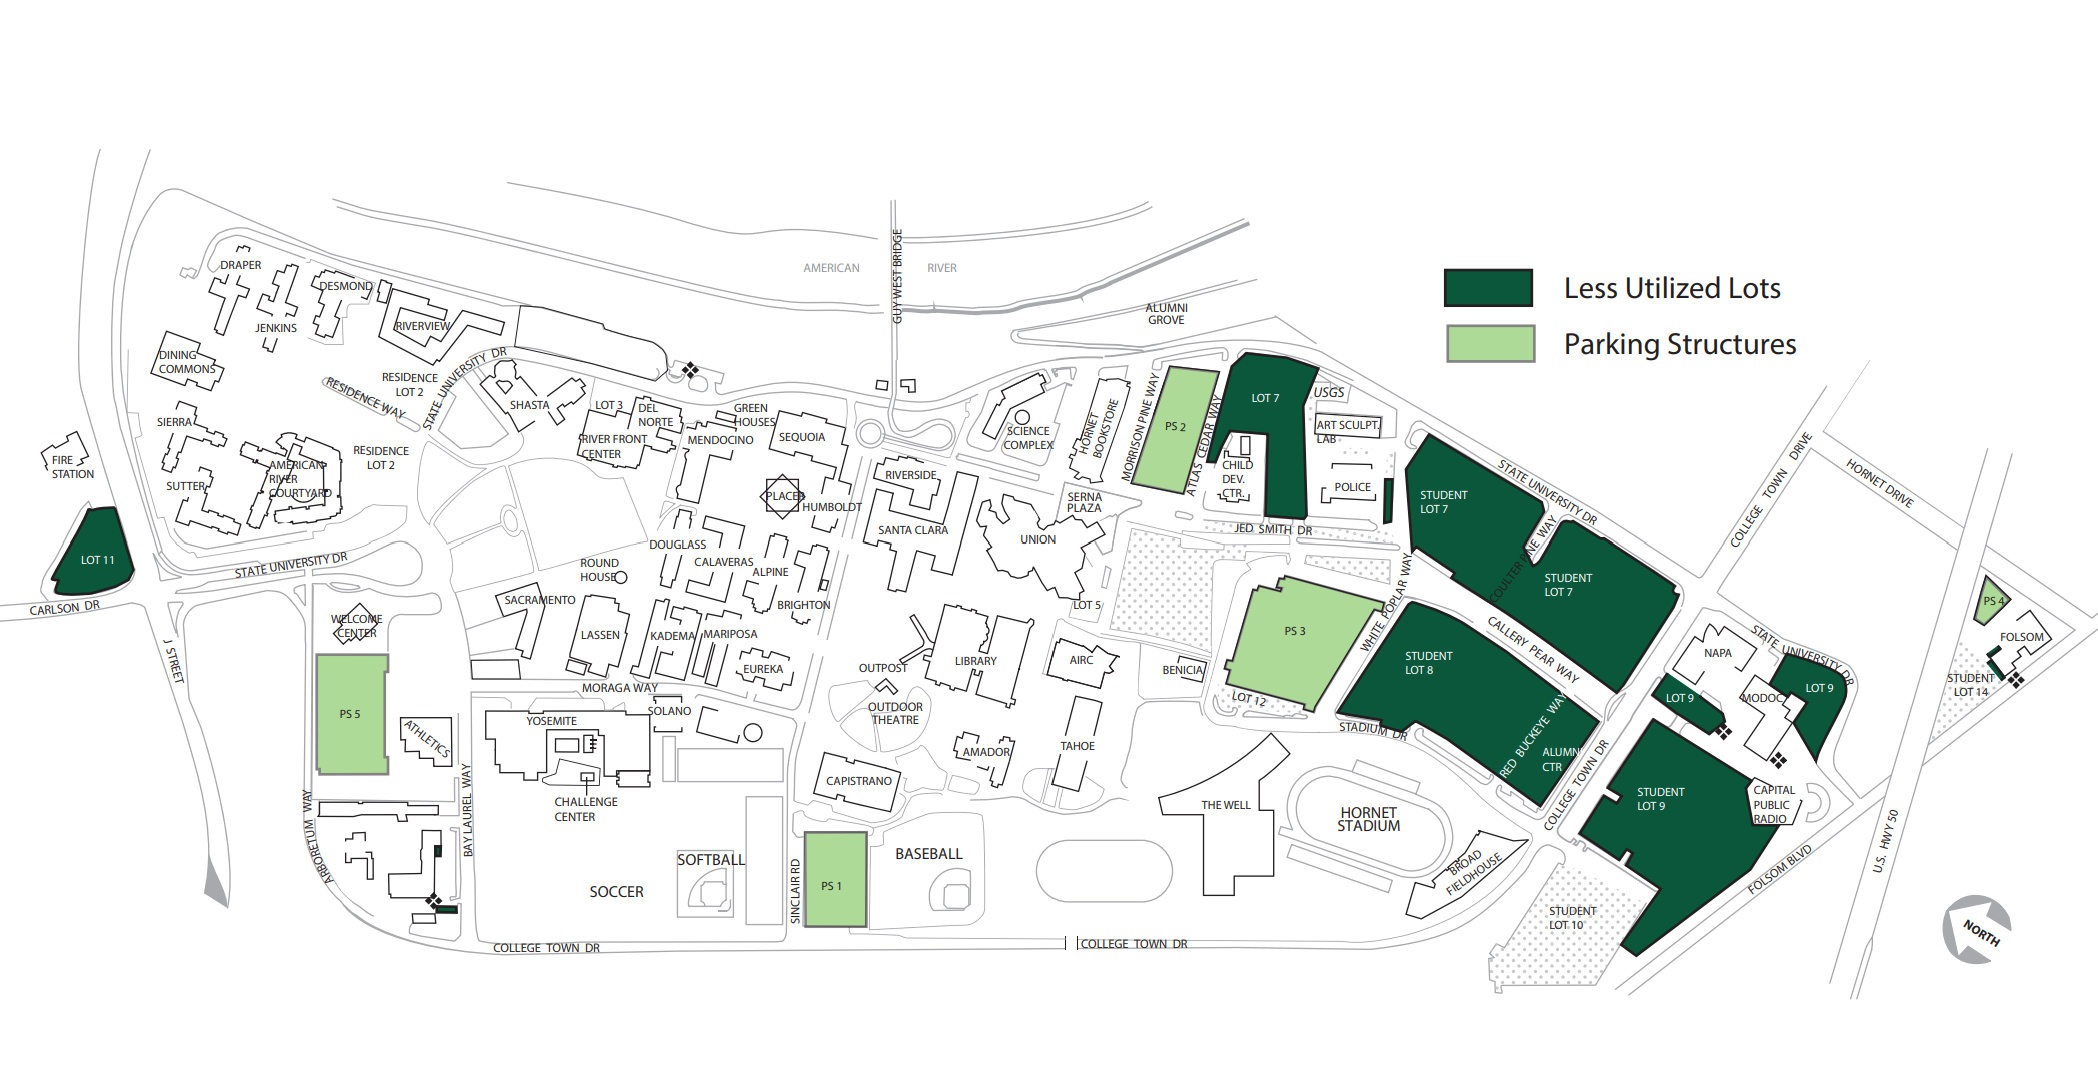 Less Utilized Lots
Parking Structures
AMERICAN
RIVER
GUY WEST BRIDGE
ALUMNI
GROVE
DRAPER
DESMOND
JENKINS
RIVERVIEW
DINING
COMMONS
RESIDENCE
LOT 2
RESIDENCE WAY
STATE UNIVERSITY DR
SHASTA
LOT 3
DEL
NORTE
GREEN
HOUSES
RIVER FRONT
CENTER
MENDOCINO
SEQUOIA
SIERRA
SUTTER
AMERICAN
RIVER
COURTYARD
RESIDENCE
LOT 2
FIRE
STATION
LOT 11
CARLSON DR
J STREET
STATE UNIVERSITY DR
PLACER
HUMBOLDT
RIVERSIDE
SANTA CLARA
SCIENCE
COMPLEX
HORNET
BOOKSTORE
MORRISON PINE WAY
PS 2
ATLAS CEDAR WAY
LOT 7
USGS
ART SCULPT.
LAB
CHILD
DEV.
CTR.
POLICE
SERNA
PLAZA
UNION
JED SMITH DR
STUDENT
LOT 7
STATE UNIVERSITY DR
COULTER PINE WAY
STUDENT
LOT 7
COLLEGE TOWN DRIVE
HORNET DRIVE
DOUGLASS
CALAVERAS
ALPINE
BRIGHTON
ROUND
HOUSE
SACRAMENTO
LASSEN
KADEMA
MARIPOSA
EUREKA
LOT 5
WELCOME
CENTER
PS 5
ATHLETICS
MORAGA WAY
SOLANO
YOSEMITE
CHALLENGE
CENTER
OUTPOST
LIBRARY
AIRC
BENICIA
OUTDOOR
THEATRE
AMADOR
TAHOE
CAPISTRANO
PS 3
LOT 12
WHITE POPLAR WAY
CALLERY PEAR WAY
STUDENT
LOT 8
STADIUM DR
RED BUCKEYE WAY
ALUMNI
CTR
COLLEGE TOWN DR
NAPA
STATE UNIVERSITY DR
LOT 9
MODOC
LOT 9
STUDENT
LOT 9
CAPITAL
PUBLIC
RADIO
PS 4
FOLSOM
STUDENT
LOT 14
U.S. HWY 50
FOLSOM BLVD
THE WELL
HORNET
STADIUM
BROAD
FIELDHOUSE
STUDENT
LOT 10
ARBORETUM WAY
BAY LAUREL WAY
SOCCER
SOFTBALL
SINCLAIR RD
PS 1
BASEBALL
COLLEGE TOWN DR
COLLEGE TOWN DR
NORTH